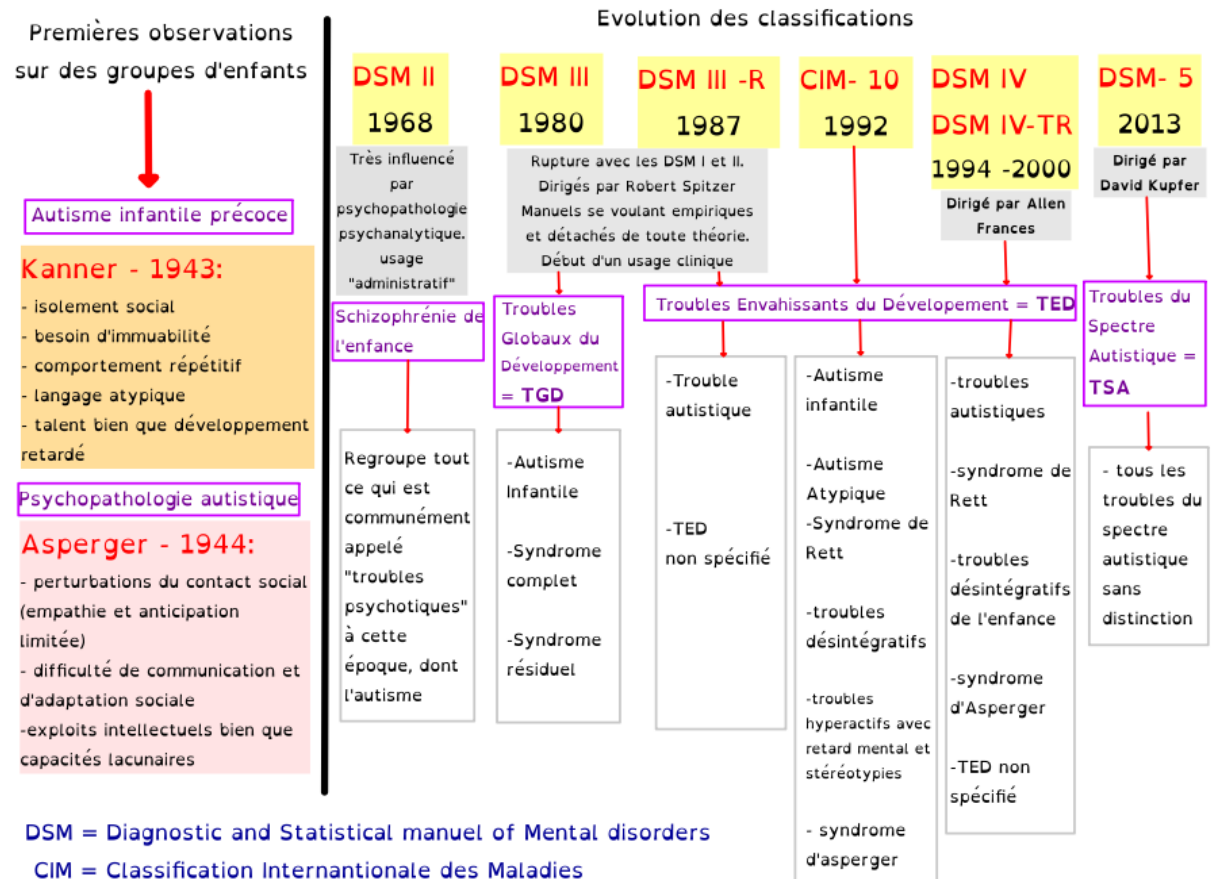 Premières observations
sur des groupes d'enfants
Autisme infantile précoce
Kanner - 1943:
- isolement social
- besoin d'immuabilité
- comportement répétitif
- langage atypique
- talent bien que développement
retardé
Psychopathologie autistique
Asperger - 1944:
- perturbations du contact social
(empathie et anticipation
limitée)
- difficulté de communication et
d'adaptation sociale
-exploits intellectuels bien que
capacités lacunaires
Evolution des classifications
DSM II
1968
Très influencé
par
psychopathologie
psychanalytique.
usage
"administratif"
Schizophrénie de
l'enfance
Regroupe tout
ce qui est
communément
appelé
"troubles
psychotiques"
à cette
époque, dont
l'autisme
DSM III
1980
DSM III -R
1987
Rupture avec les DSM I et II.
Dirigés par Robert Spitzer
Manuels se voulant empiriques
et détachés de toute théorie.
Début d'un usage clinique
Troubles
Globaux du
Développement
= TGD
-Autisme
Infantile
-Syndrome
complet
-Syndrome
résiduel
CIM- 10
1992
DSM IV
DSM IV-TR
1994 -2000
Dirigé par Allen
Frances
Troubles Envahissants du Dévelopement = TED
-Trouble
autistique
-TED
non spécifié
-Autisme
infantile
-Autisme
Atypique
-Syndrome de
Rett
-troubles
désintégratifs
-troubles
hyperactifs avec
retard mental et
stéréotypies
- syndrome
d'asperger
-troubles
autistiques
-syndrome de
Rett
-troubles
désintégratifs
de l'enfance
-syndrome
d'Asperger
-TED non
spécifié
DSM- 5
2013
Dirigé par
David Kupfer
Troubles du
Spectre
Autistique =
TSA
- tous les
troubles du
spectre
autistique
sans
distinction
DSM = Diagnostic and Statistical manuel of Mental disorders
CIM = Classification Internantionale des Maladies